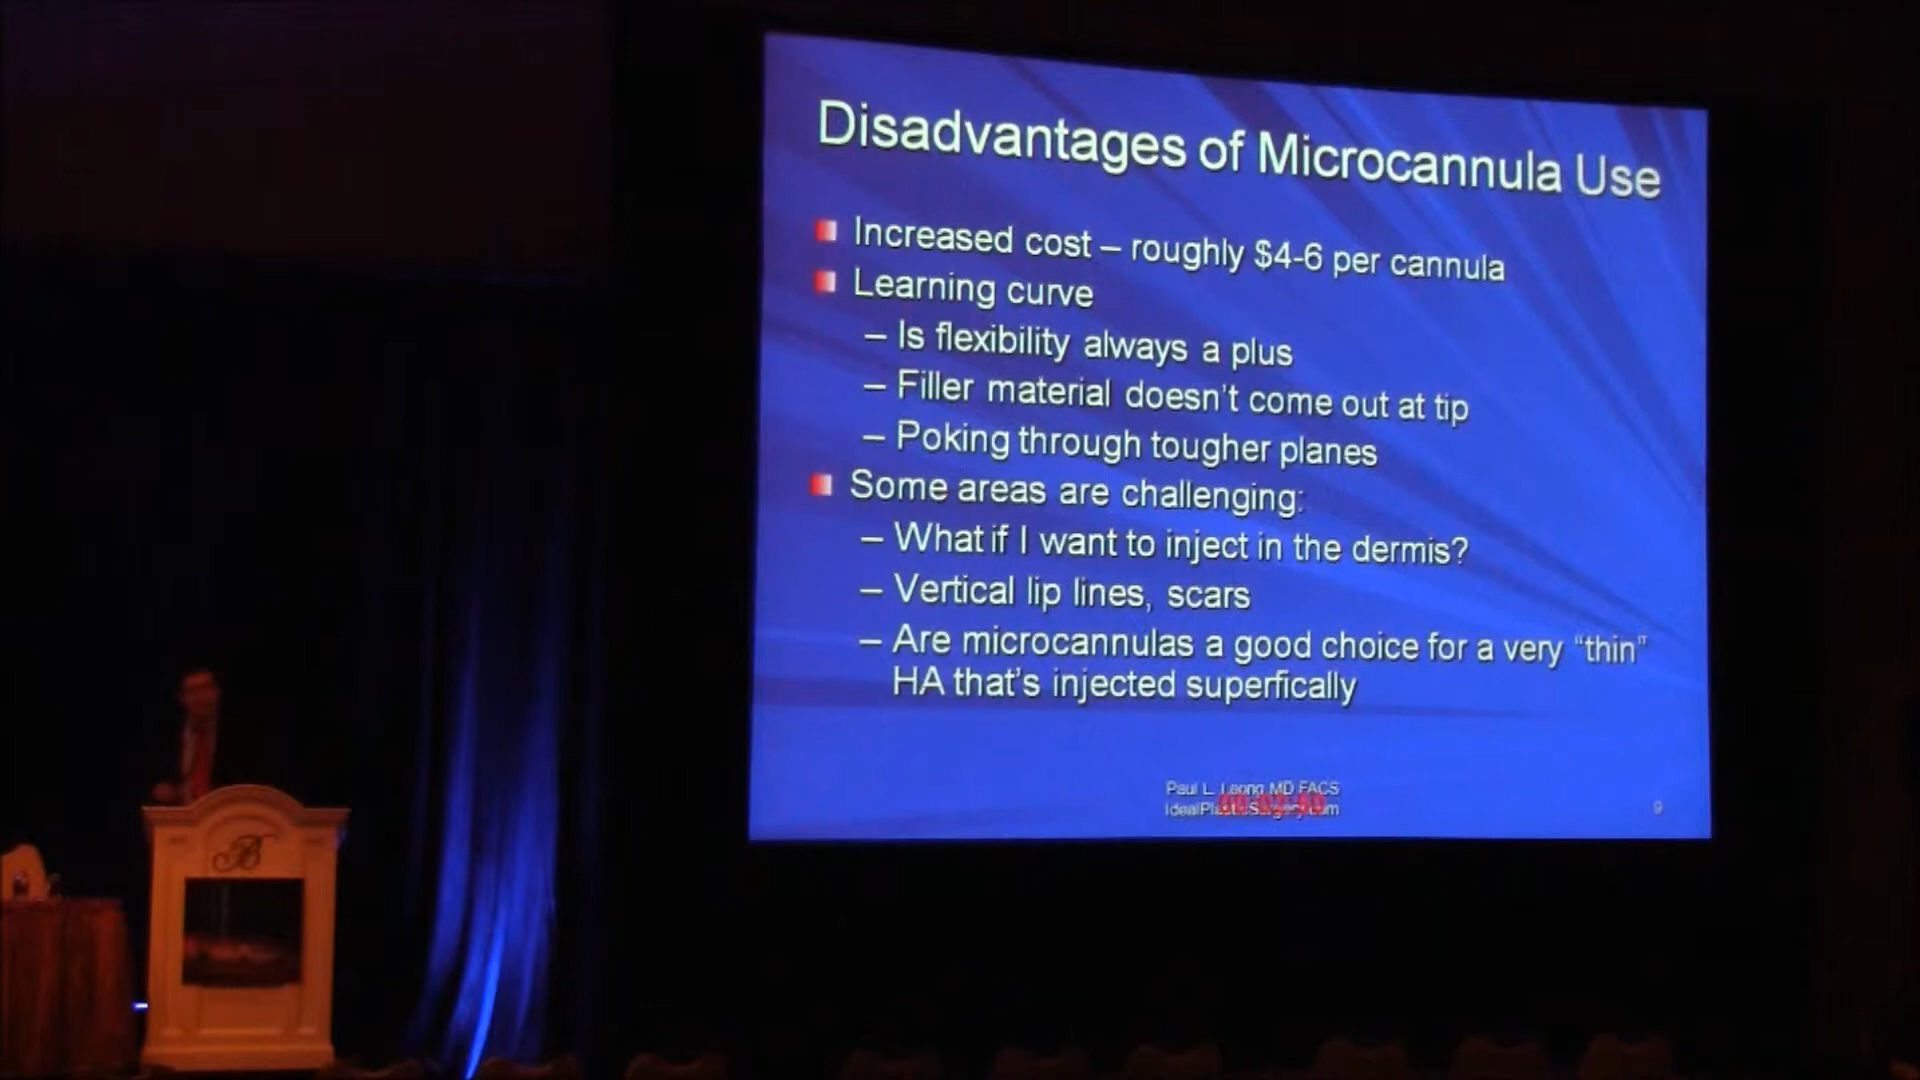 Disadvantages of Microcannula Use
Increased cost – roughly $4-6 per cannula
Learning curve
– Is flexibility always a plus
– Filler material doesn't come out at tip
– Poking through tougher planes
Some areas are challenging:
– What if I want to inject in the dermis?
– Vertical lip lines, scars
– Are microcannulas a good choice for a very “thin”
HA that's injected superfically
Paul L. Leong MD FACS
IdealPlasticSurgery.com
9
B